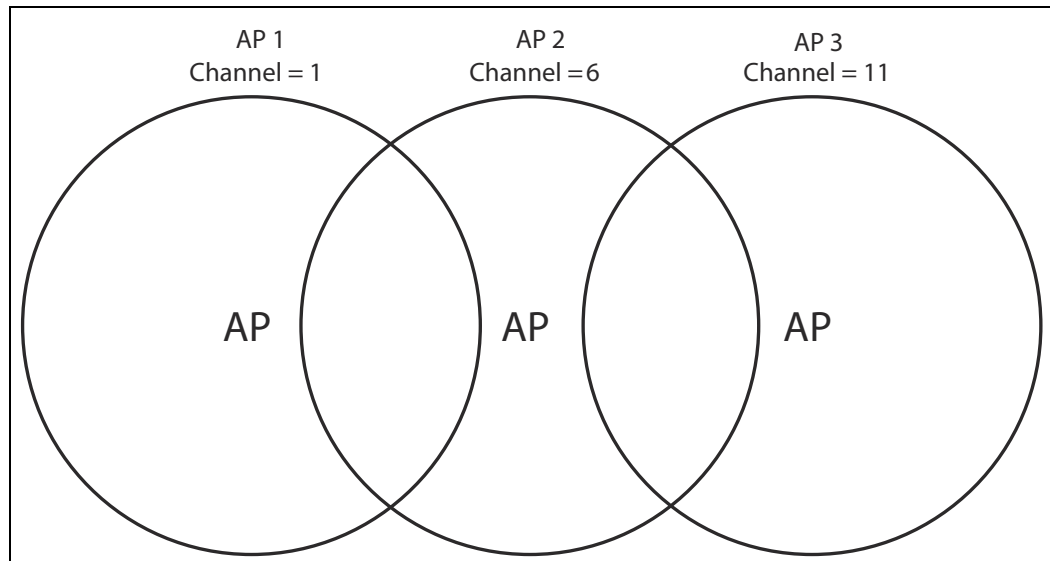 AP 1
Channel = 1
AP 2
Channel =6
AP 3
Channel = 11
AP
AP
AP